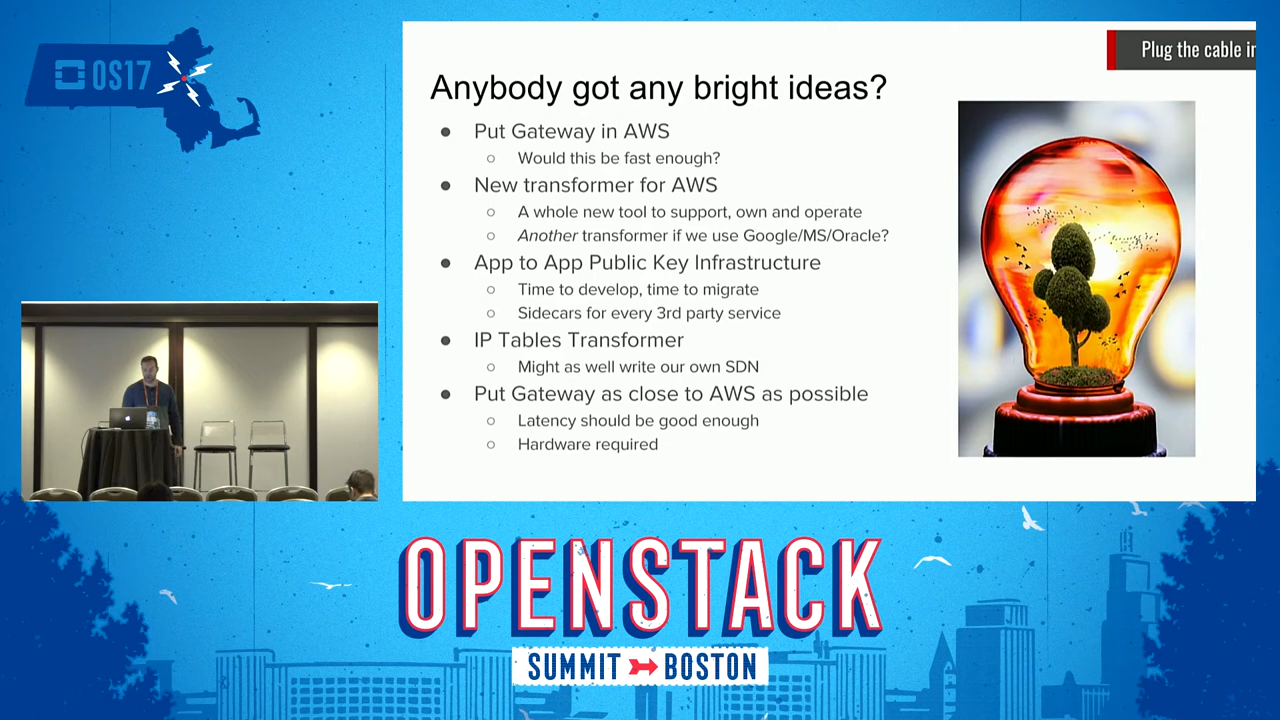 OS17
Plug the cable in
Anybody got any bright ideas?
● Put Gateway in AWS
○ Would this be fast enough?
● New transformer for AWS
○ A whole new tool to support, own and operate
○ Another transformer if we use Google/MS/Oracle?
● App to App Public Key Infrastructure
○ Time to develop, time to migrate
○ Sidecars for every 3rd party service
● IP Tables Transformer
○ Might as well write our own SDN
● Put Gateway as close to AWS as possible
○ Latency should be good enough
○ Hardware required
OPENSTACK
SUMMIT BOSTON